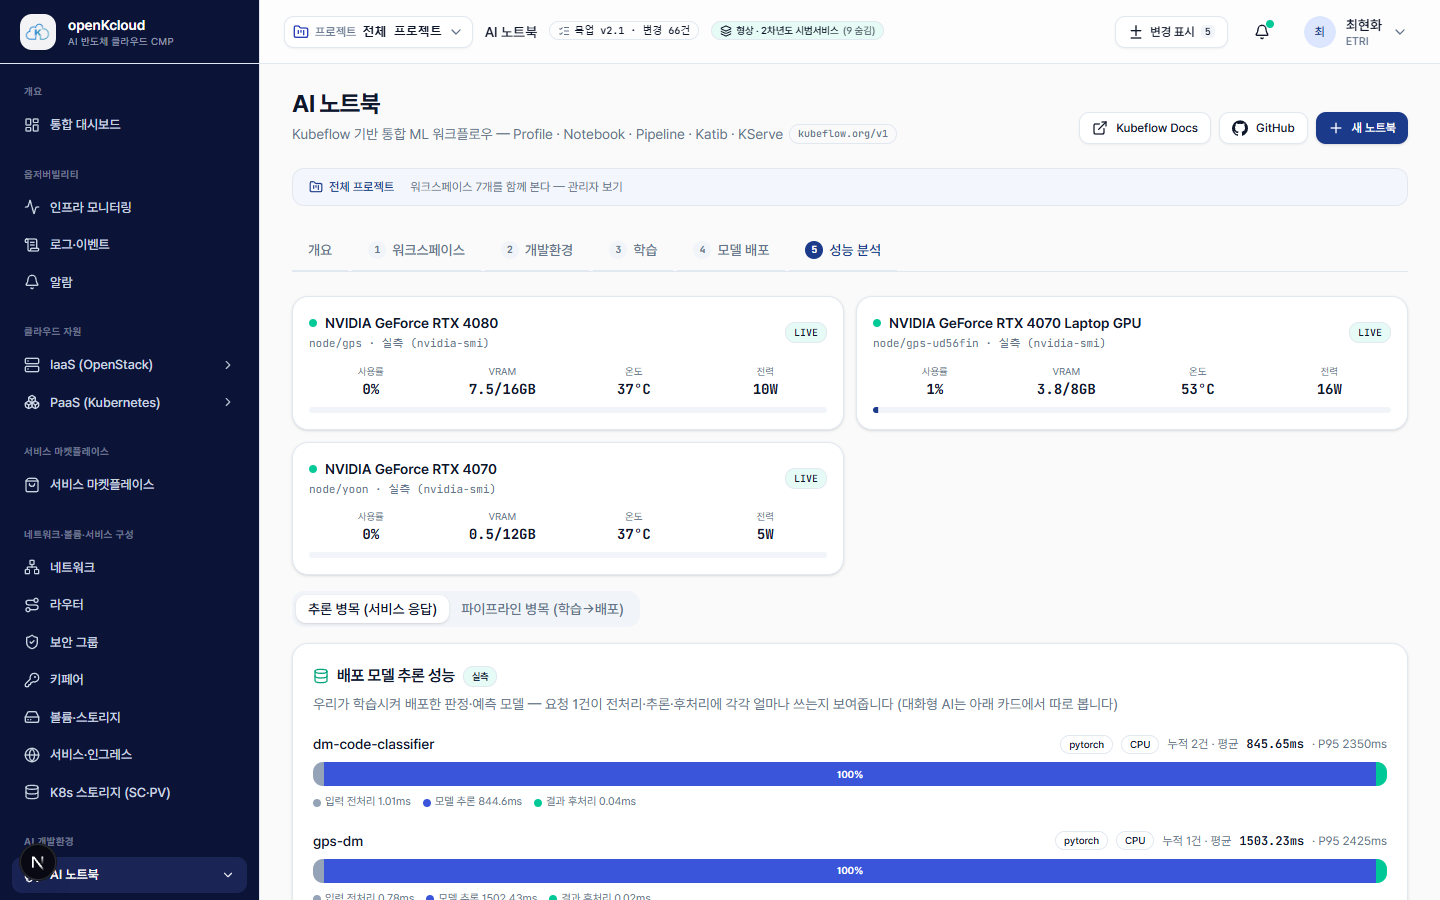 openKcloud
AI 반도체 클라우드 CMP
개요
통합 대시보드
옵저버빌리티
인프라 모니터링
로그·이벤트
알람
클라우드 자원
IaaS (OpenStack)
PaaS (Kubernetes)
서비스 마켓플레이스
서비스 마켓플레이스
네트워크·볼륨·서비스 구성
네트워크
라우터
보안 그룹
키페어
볼륨·스토리지
서비스·인그레스
K8s 스토리지 (SC·PV)
AI 개발환경
N
AI 노트북
프로젝트 전체 프로젝트
AI 노트북
목업 v2.1 · 변경 66건
형상 · 2차년도 시범서비스 (9 숨김)
변경 표시 5
최
최현화
ETRI
AI 노트북
Kubeflow 기반 통합 ML 워크플로우 — Profile · Notebook · Pipeline · Katib · KServe kubeflow.org/v1
Kubeflow Docs
GitHub
새 노트북
전체 프로젝트 워크스페이스 7개를 함께 본다 — 관리자 보기
개요
1 워크스페이스
2 개발환경
3 학습
4 모델 배포
5 성능 분석
NVIDIA GeForce RTX 4080
node/gps · 실측 (nvidia-smi)
LIVE
사용률 VRAM 온도 전력
0% 7.5/16GB 37°C 10W
NVIDIA GeForce RTX 4070 Laptop GPU
node/gps-ud56fin · 실측 (nvidia-smi)
LIVE
사용률 VRAM 온도 전력
1% 3.8/8GB 53°C 16W
NVIDIA GeForce RTX 4070
node/yoon · 실측 (nvidia-smi)
LIVE
사용률 VRAM 온도 전력
0% 0.5/12GB 37°C 5W
추론 병목 (서비스 응답)
파이프라인 병목 (학습→배포)
배포 모델 추론 성능 실측
우리가 학습시켜 배포한 판정·예측 모델 — 요청 1건이 전처리·추론·후처리에 각각 얼마나 쓰는지 보여줍니다 (대화형 AI는 아래 카드에서 따로 봅니다)
dm-code-classifier
pytorch CPU 누적 2건 · 평균 845.65ms · P95 2350ms
100%
입력 전처리 1.01ms 모델 추론 844.6ms 결과 후처리 0.04ms
gps-dm
pytorch CPU 누적 1건 · 평균 1503.23ms · P95 2425ms
100%
입력 전처리 0.78ms 모델 추론 1502.43ms 결과 후처리 0.02ms